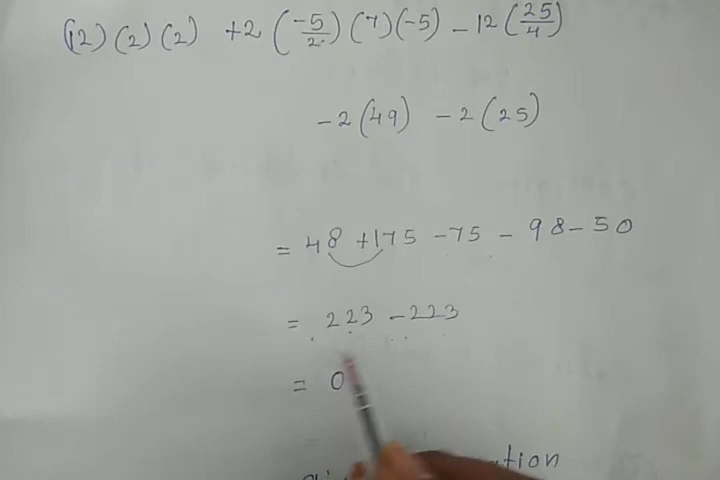 (12) (2) (2) +2 (-5/2) (7) (-5) - 12 (25/4)
-2 (49) -2 (25)
= 48 +175 -75 - 98 - 50
= 223 - 223
= 0